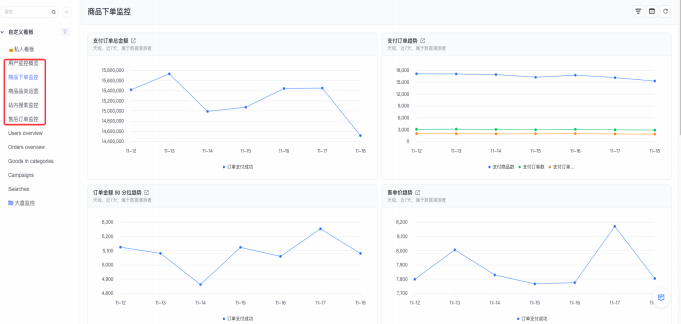 搜索
自定义看板
私人看板
用户监控概览
商品下单监控
商品品类运营
站内搜索监控
售后订单监控
Users overview
Orders overview
Goods in categories
Campaigns
Searches
大盘监控
商品下单监控
支付订单总金额
15,800,000
15,600,000
15,400,000
15,200,000
15,000,000
14,800,000
14,600,000
14,400,000
11-12 11-13 11-14 11-15 11-16 11-17 11-18
订单支付成功
支付订单趋势
18,000
15,000
12,000
9,000
6,000
3,000
0
11-12 11-13 11-14 11-15 11-16 11-17 11-18
支付商品数 支付订单数 支付订单...
订单金额 50 分位趋势
5,300
5,200
5,100
5,000
4,900
4,800
11-12 11-13 11-14 11-15 11-16 11-17 11-18
订单支付成功
客单价趋势
8,200
8,100
8,000
7,900
7,800
7,700
11-12 11-13 11-14 11-15 11-16 11-17 11-18
订单支付成功